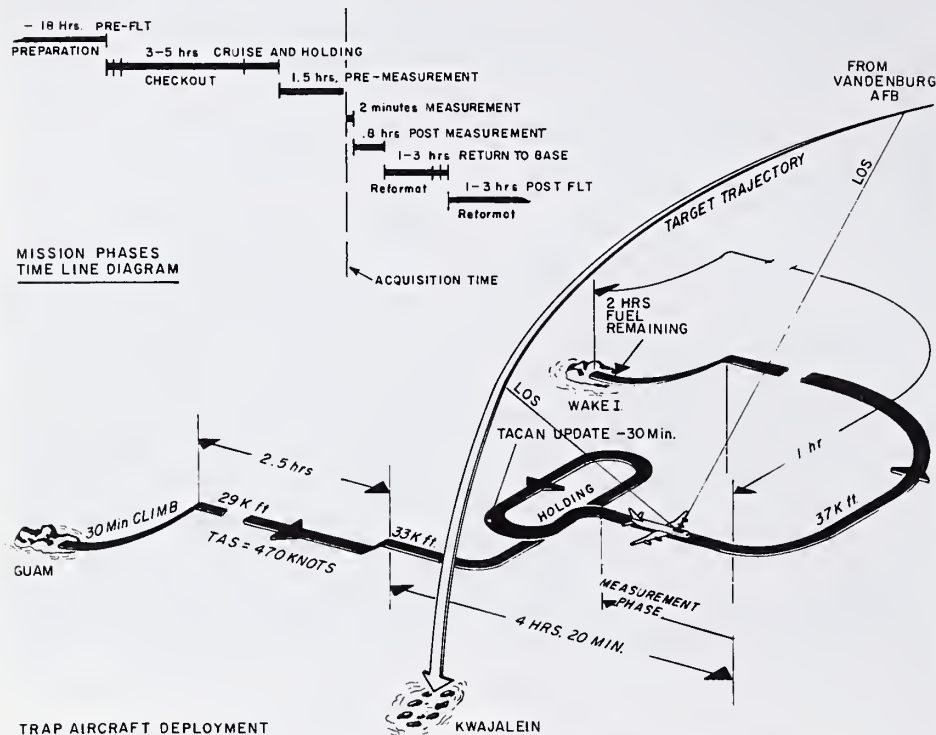 - 18 Hrs. PRE-FLT
PREPARATION
3-5 hrs CRUISE AND HOLDING
CHECKOUT
1.5 hrs. PRE-MEASUREMENT
2 minutes MEASUREMENT
.8 hrs POST MEASUREMENT
1-3 hrs RETURN TO BASE
Reformat
1-3 hrs POST FLT
Reformat
MISSION PHASES
TIME LINE DIAGRAM
ACQUISITION TIME
FROM
VANDENBURG
AFB
LOS
TARGET TRAJECTORY
2 HRS
FUEL
REMAINING
WAKE I.
LOS
TACAN UPDATE -30 Min.
1 hr
2.5 hrs
HOLDING
30 Min CLIMB
29K ft
33K ft.
37K ft.
TAS = 470 KNOTS
GUAM
MEASUREMENT
PHASE
4 HRS, 20 MIN.
KWAJALEIN
TRAP AIRCRAFT DEPLOYMENT